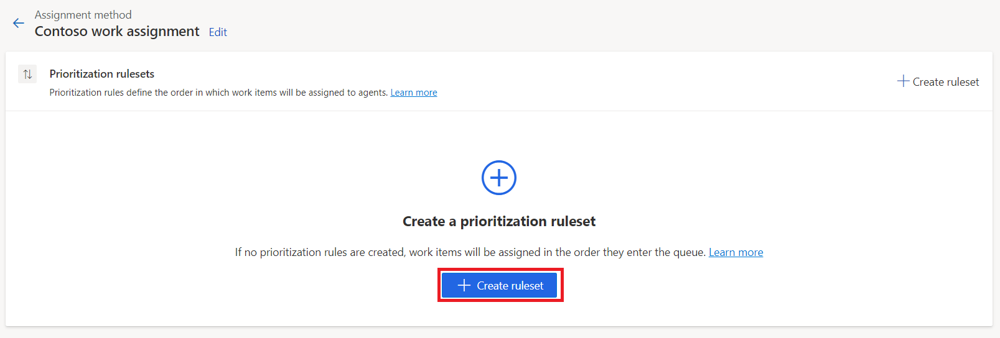 Assignment method
Contoso work assignment Edit
Prioritization rulesets
Prioritization rules define the order in which work items will be assigned to agents. Learn more
Create ruleset
Create a prioritization ruleset
If no prioritization rules are created, work items will be assigned in the order they enter the queue. Learn more
Create ruleset